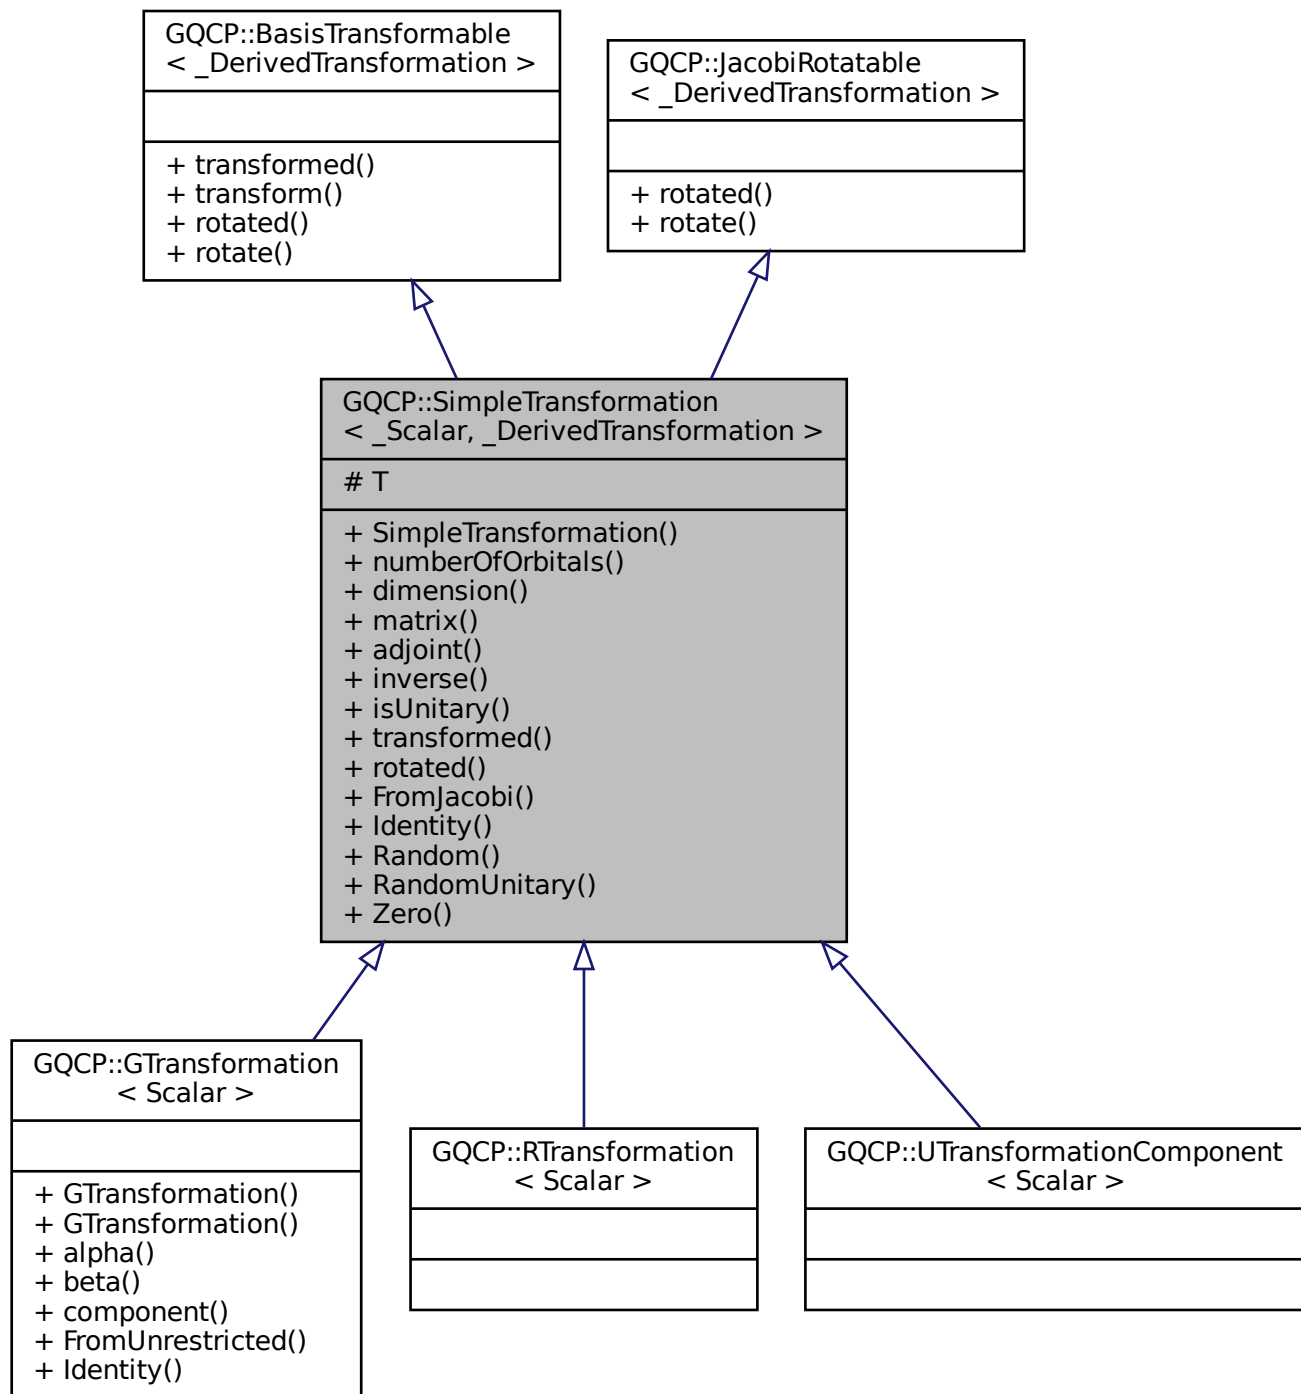 GQCP::BasisTransformable
< _DerivedTransformation >
+ transformed()
+ transform()
+ rotated()
+ rotate()
GQCP::JacobiRotatable
< _DerivedTransformation >
+ rotated()
+ rotate()
GQCP::SimpleTransformation
< _Scalar, _DerivedTransformation >
# T
+ SimpleTransformation()
+ numberOfOrbitals()
+ dimension()
+ matrix()
+ adjoint()
+ inverse()
+ isUnitary()
+ transformed()
+ rotated()
+ FromJacobi()
+ Identity()
+ Random()
+ RandomUnitary()
+ Zero()
GQCP::GTransformation
< Scalar >
+ GTransformation()
+ GTransformation()
+ alpha()
+ beta()
+ component()
+ FromUnrestricted()
+ Identity()
GQCP::RTransformation
< Scalar >
GQCP::UTransformationComponent
< Scalar >